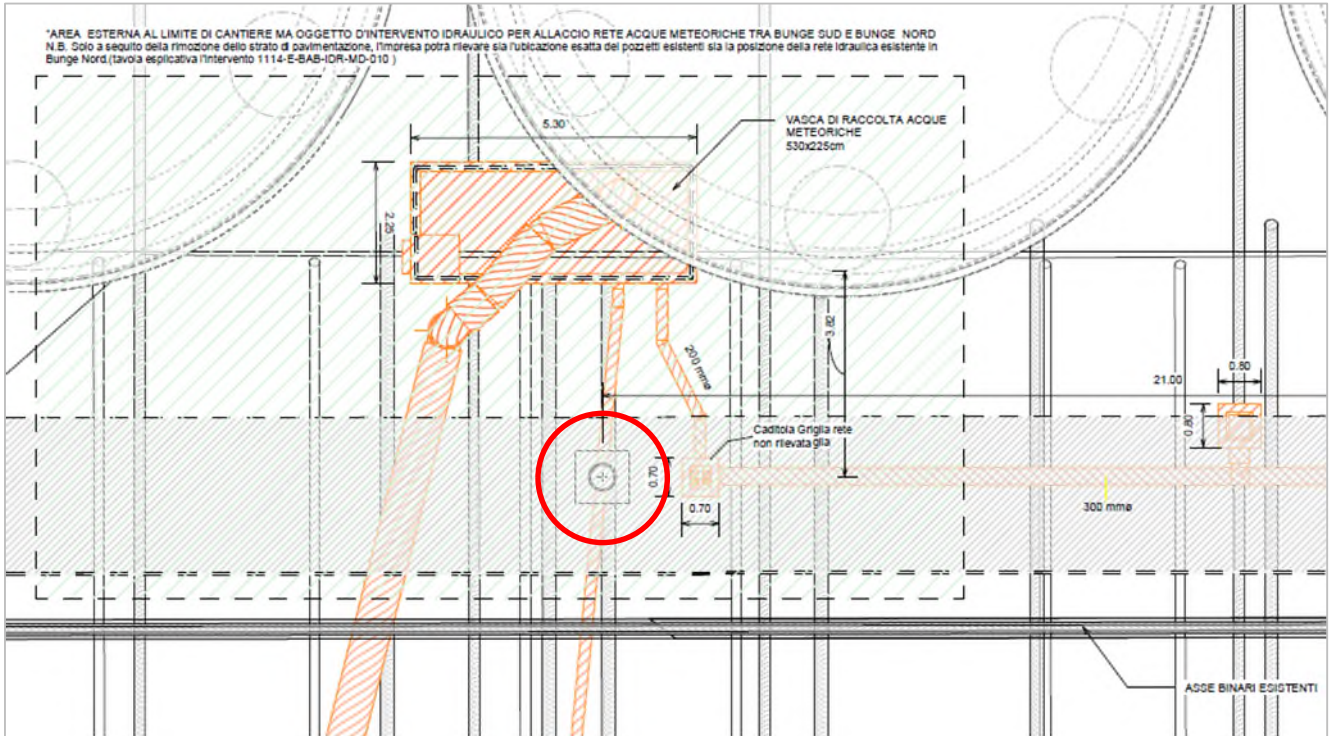 *AREA ESTERNA AL LIMITE DI CANTIERE MA OGGETTO D'INTERVENTO IDRAULICO PER ALLACCIO RETE ACQUE METEORICHE TRA BUNGE SUD E BUNGE NORD
N.B. Solo a seguito della rimozione dello strato di pavimentazione, l'impresa potrà rilevare sia l'ubicazione esatta dei pozzetti esistenti sia la posizione della rete idraulica esistente in
Bunge Nord.(tavola esplicativa l'intervento 1114-E-BAB-IDR-MD-010 )
5.30
VASCA DI RACCOLTA ACQUE
METEORICHE
530x225cm
2.25
3.82
200 mmø
21.00
0.80
0.80
Caditoia Griglia rete
non rilevata glia
0.70
0.70
300 mmø
ASSE BINARI ESISTENTI